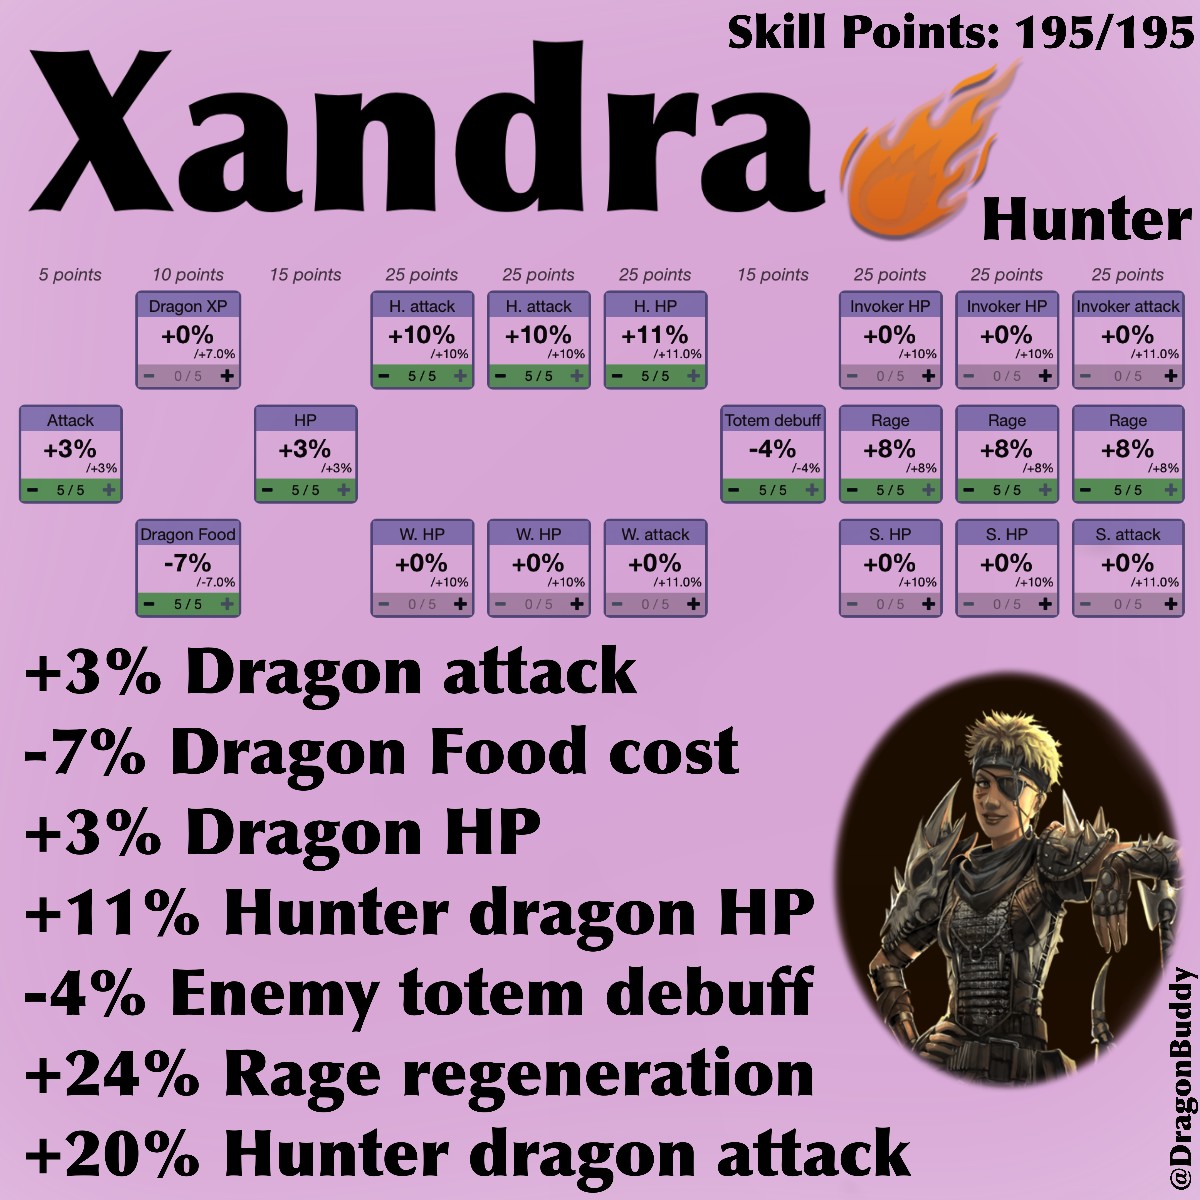 Skill Points: 195/195
Xandra
Hunter
5 points 10 points 15 points 25 points 25 points 25 points 15 points 25 points 25 points 25 points
Dragon XP H. attack H. attack H. HP Invoker HP Invoker HP Invoker attack
+0% +10% +10% +11% +0% +0% +0%
/+7.0% /+10% /+10% /+11.0% /+10% /+10% /+11.0%
− 0 / 5 + − 5 / 5 + − 5 / 5 + − 5 / 5 + − 0 / 5 + − 0 / 5 + − 0 / 5 +
Attack HP Totem debuff Rage Rage Rage
+3% +3% -4% +8% +8% +8%
/+3% /+3% /-4% /+8% /+8% /+8%
− 5 / 5 + − 5 / 5 + − 5 / 5 + − 5 / 5 + − 5 / 5 + − 5 / 5 +
Dragon Food W. HP W. HP W. attack S. HP S. HP S. attack
-7% +0% +0% +0% +0% +0% +0%
/-7.0% /+10% /+10% /+11.0% /+10% /+10% /+11.0%
− 5 / 5 + − 0 / 5 + − 0 / 5 + − 0 / 5 + − 0 / 5 + − 0 / 5 + − 0 / 5 +
+3% Dragon attack
-7% Dragon Food cost
+3% Dragon HP
+11% Hunter dragon HP
-4% Enemy totem debuff
+24% Rage regeneration
+20% Hunter dragon attack
@DragonBuddy